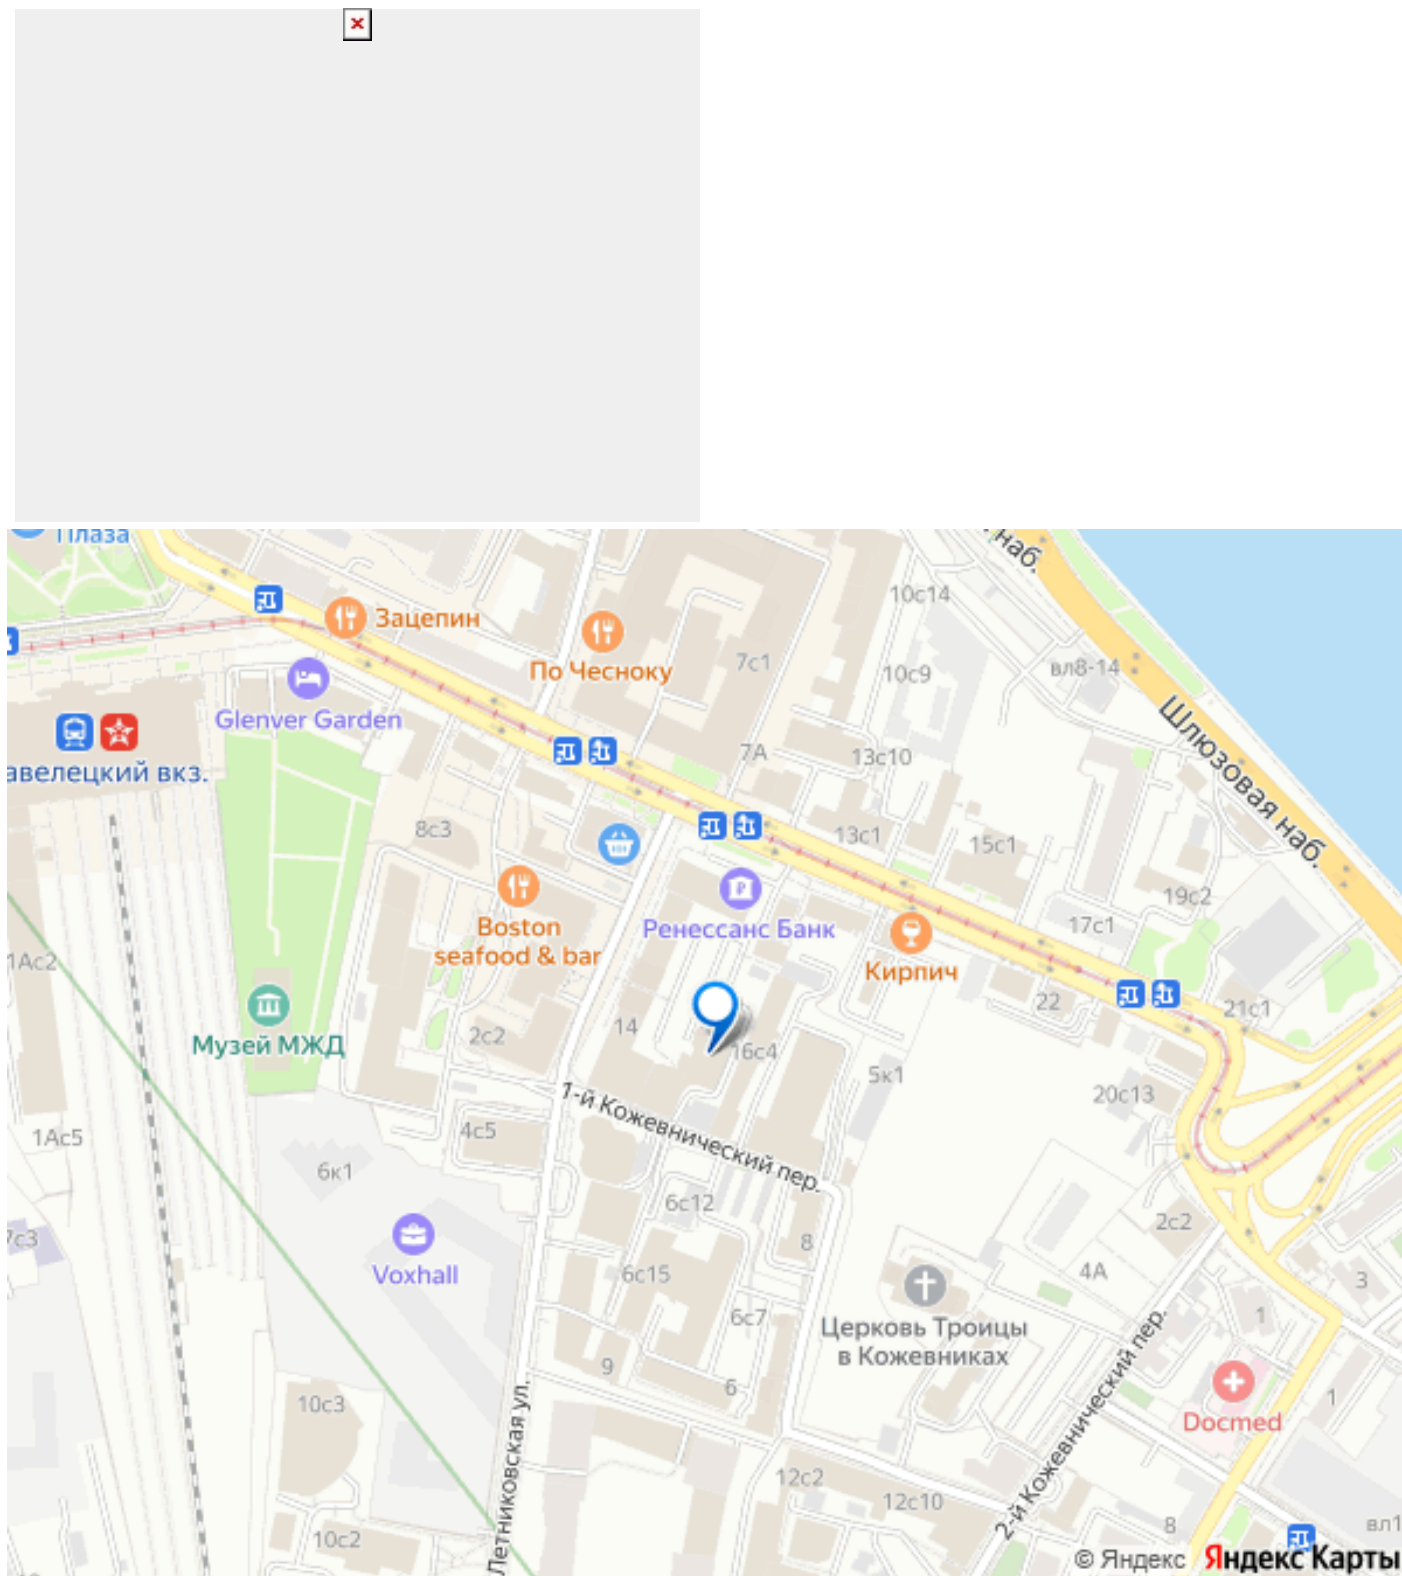 Плаза
наб.
10с14
Зацепин
По Чесноку
7с1
10с9
вл8-14
Glenver Garden
Шлюзовая наб.
авелецкий вкз.
7А
13с10
8с3
13с1
15с1
19с2
Boston
seafood & bar
Ренессанс Банк
17с1
1Ас2
Кирпич
22
21с1
14
2с2
Музей МЖД
16с4
5к1
20с13
1-й Кожевнический пер.
1Ас5
4с5
6к1
6с12
2с2
7с3
8
Voxhall
6с15
4А
3
6с7
1
Церковь Троицы
в Кожевниках
9
6
2-й Кожевнический пер.
10с3
1
Docmed
Летниковская ул.
12с2
12с10
8
вл1
10с2
© Яндекс Яндекс Карты